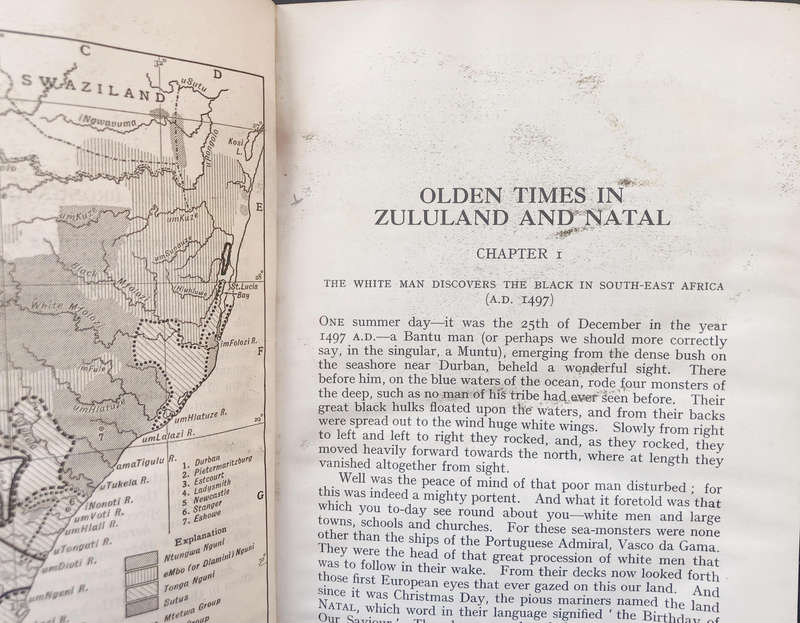 C
D
SWAZILAND
32°
uSutu
iNgwavuma
uPongolo
27°
Kosi
L.
E
umKuze
umKuze
Black Mfolozi
28°
St.Lucia
Bay
White Mfolozi
imFolozi R.
F
umHlatuze
umHlatuze R.
29°
7
umLalazi R.
amaTigulu R.
uTukela R.
6
iNonoti R.
umVoti R.
umHlali R.
uTongati R.
umDloti R.
umNgeni R.
1. Durban
2. Pietermaritzburg
3. Estcourt
4. Ladysmith
5 Newcastle
6. Stanger
7. Eshowe
G
Explanation
Ntungwa Nguni
eMbo (or Dlamini) Nguni
Tonga Nguni
Sutus
Mtetwa Group
Group
OLDEN TIMES IN
ZULULAND AND NATAL
CHAPTER I
THE WHITE MAN DISCOVERS THE BLACK IN SOUTH-EAST AFRICA
(A.D. 1497)
ONE summer day—it was the 25th of December in the year
1497 A.D.—a Bantu man (or perhaps we should more correctly
say, in the singular, a Muntu), emerging from the dense bush on
the seashore near Durban, beheld a wonderful sight. There
before him, on the blue waters of the ocean, rode four monsters of
the deep, such as no man of his tribe had ever seen before. Their
great black hulks floated upon the waters, and from their backs
were spread out to the wind huge white wings. Slowly from right
to left and left to right they rocked, and, as they rocked, they
moved heavily forward towards the north, where at length they
vanished altogether from sight.
Well was the peace of mind of that poor man disturbed ; for
this was indeed a mighty portent. And what it foretold was that
which you to-day see round about you—white men and large
towns, schools and churches. For these sea-monsters were none
other than the ships of the Portuguese Admiral, Vasco da Gama.
They were the head of that great procession of white men that
was to follow in their wake. From their decks now looked forth
those first European eyes that ever gazed on this our land. And
since it was Christmas Day, the pious mariners named the land
NATAL, which word in their language signified ' the Birthday of
Our Saviour.'